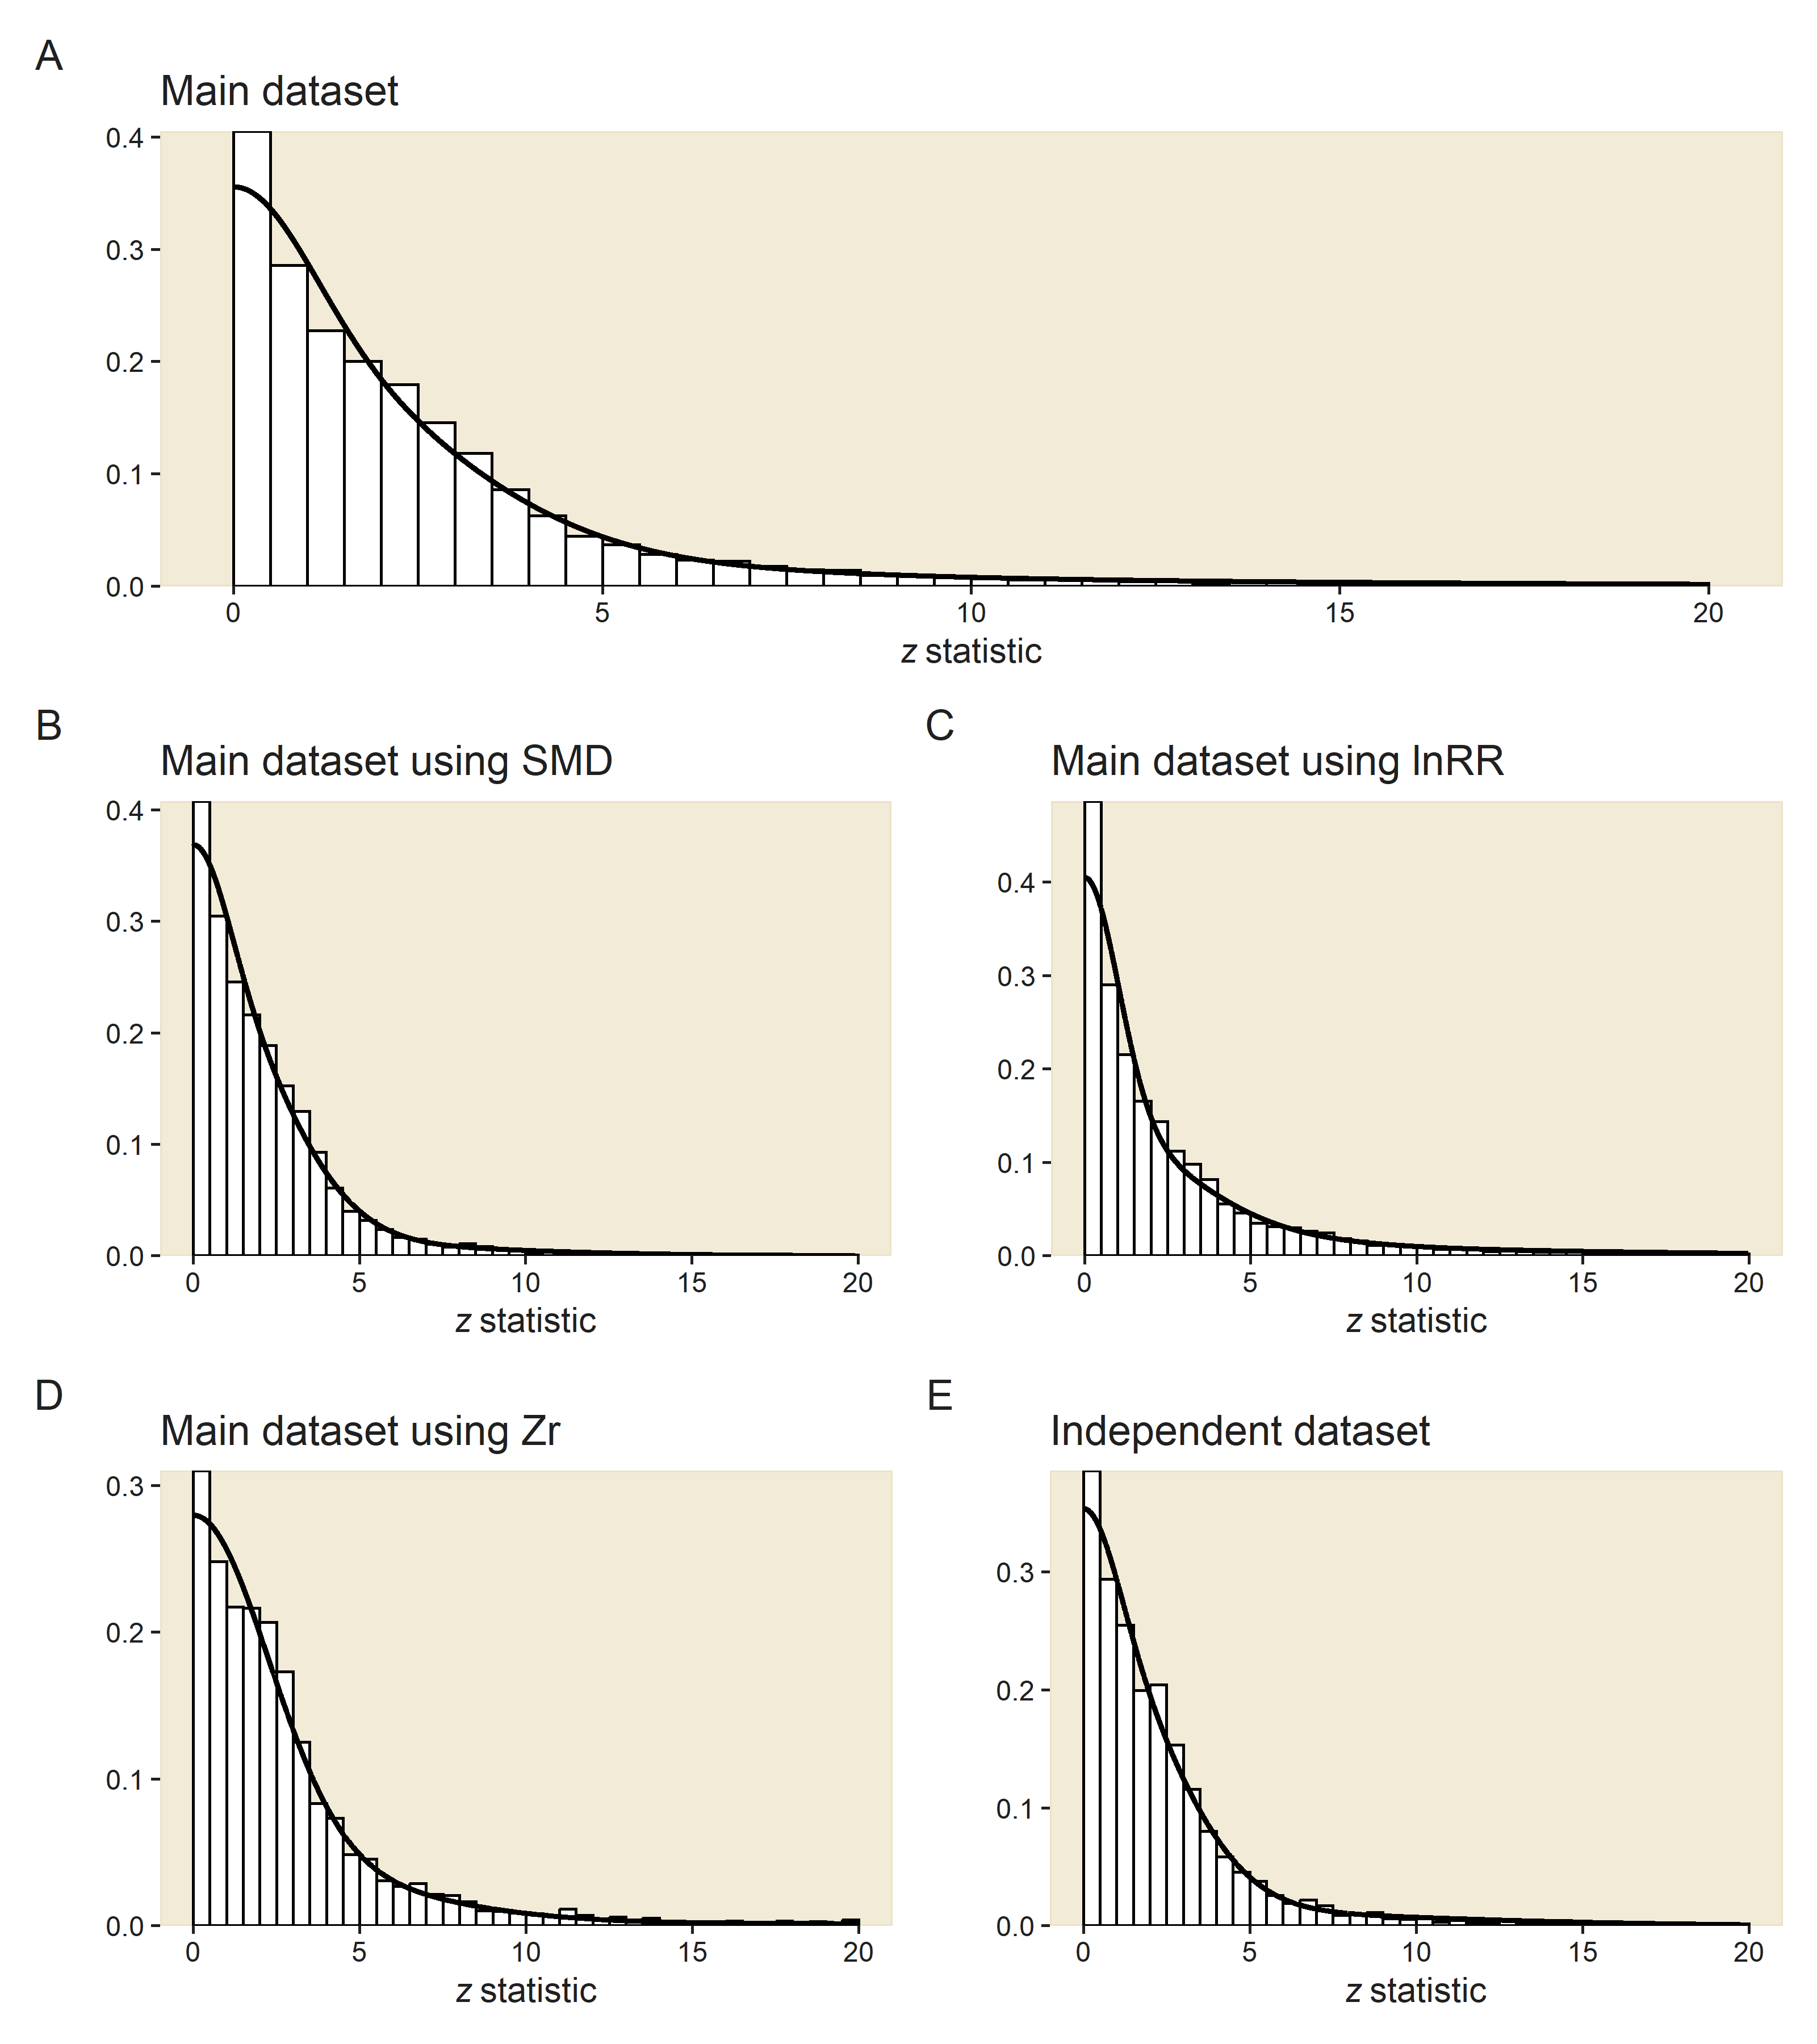 A
Main dataset
0.4
0.3
0.2
0.1
0.0
0 5 10 15 20
z statistic
B
Main dataset using SMD
0.4
0.3
0.2
0.1
0.0
0 5 10 15 20
z statistic
C
Main dataset using lnRR
0.4
0.3
0.2
0.1
0.0
0 5 10 15 20
z statistic
D
Main dataset using Zr
0.3
0.2
0.1
0.0
0 5 10 15 20
z statistic
E
Independent dataset
0.3
0.2
0.1
0.0
0 5 10 15 20
z statistic